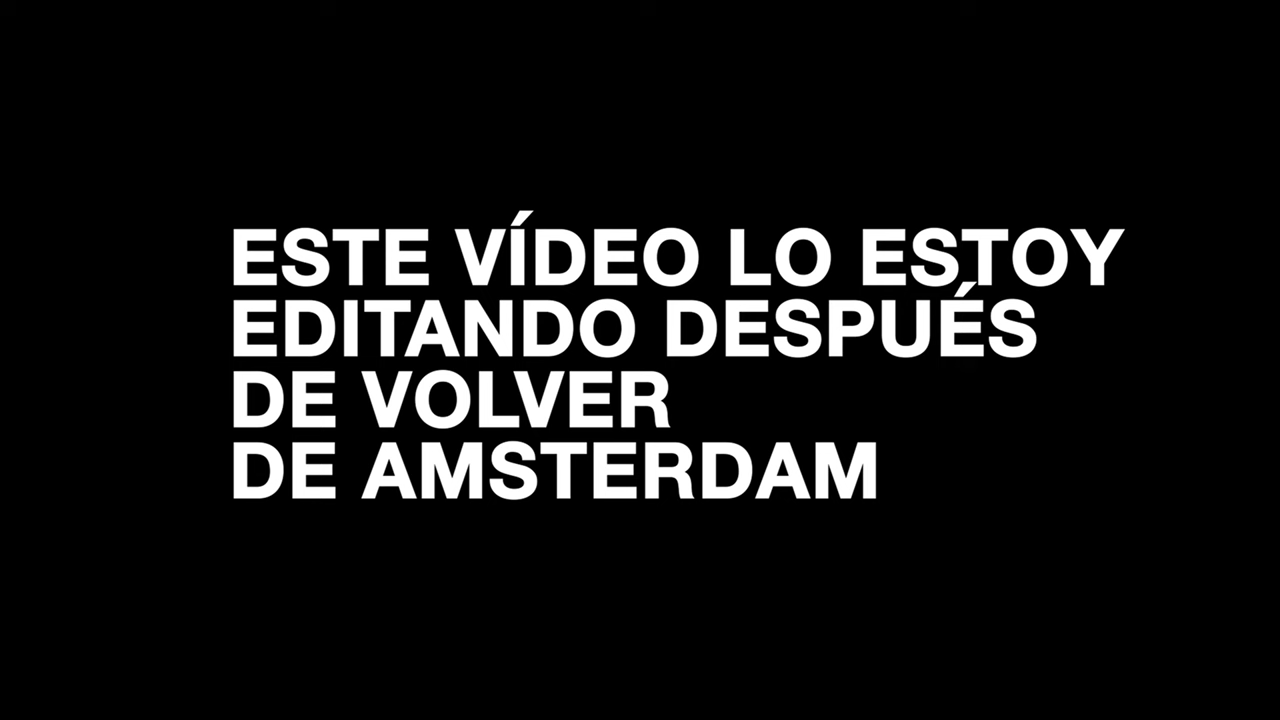 ESTE VÍDEO LO ESTOY
EDITANDO DESPUÉS
DE VOLVER
DE AMSTERDAM